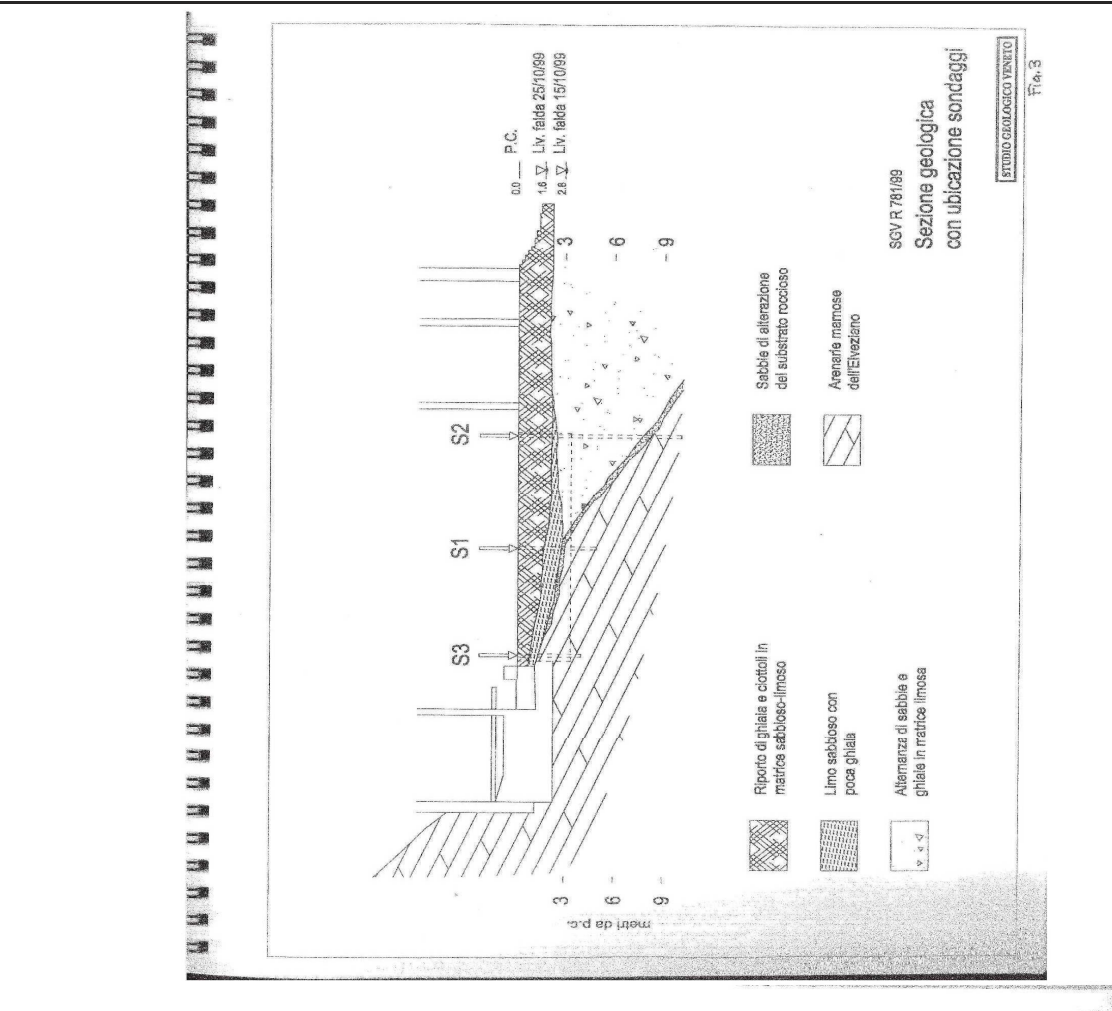 0.0 P.C.
1.6 Liv. falda 25/10/99
2.8 Liv. falda 15/10/99
S3
S1
S2
3
6
9
3
6
9
metri da p.c.
Riporto di ghiaia e ciottoli in
matrice sabbioso-limoso
Limo sabbioso con
poca ghiaia
Alternanza di sabbie e
ghiaie in matrice limosa
Sabbie di alterazione
del substrato roccioso
Arenarie marnose
dell'Elveziano
SGV R 781/99
Sezione geologica
con ubicazione sondaggi
STUDIO GEOLOGICO VENETO
Fig. 3